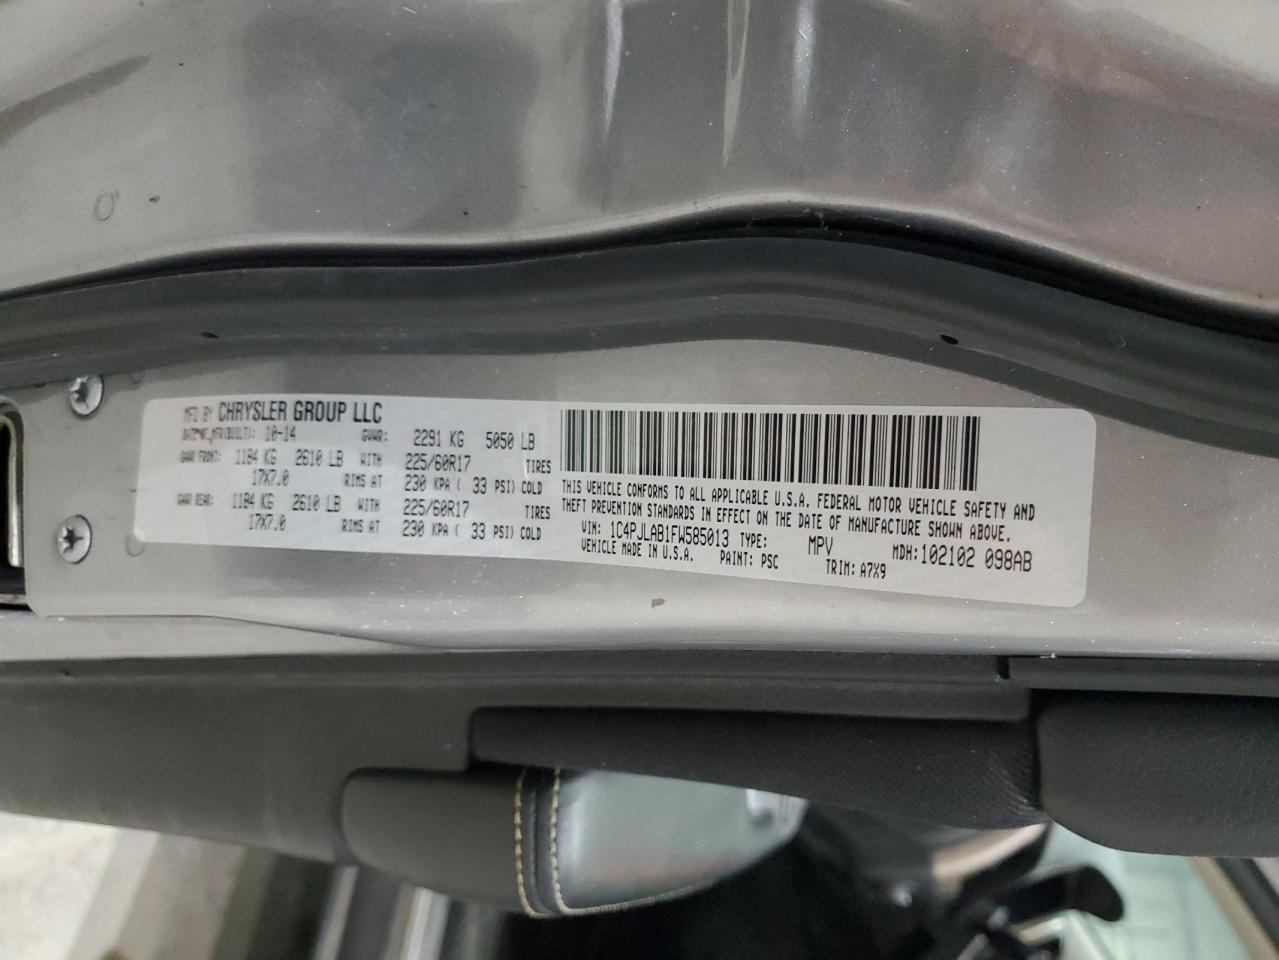 MFD BY CHRYSLER GROUP LLC
DATE OF MFR(BUILT): 10-14 GVWR: 2291 KG 5050 LB
GAWR FRONT: 1184 KG 2610 LB WITH 225/60R17 TIRES
17X7.0 RIMS AT 230 KPA ( 33 PSI) COLD
GAWR REAR: 1184 KG 2610 LB WITH 225/60R17 TIRES
17X7.0 RIMS AT 230 KPA ( 33 PSI) COLD
THIS VEHICLE CONFORMS TO ALL APPLICABLE U.S.A. FEDERAL MOTOR VEHICLE SAFETY AND
THEFT PREVENTION STANDARDS IN EFFECT ON THE DATE OF MANUFACTURE SHOWN ABOVE.
VIN: 1C4PJLAB1FW585013 TYPE: MPV MDH: 102102 098AB
VEHICLE MADE IN U.S.A. PAINT: PSC TRIM: A7X9